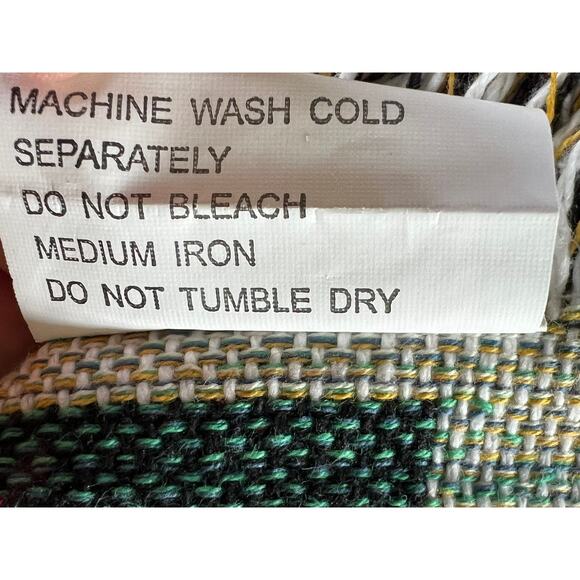 MACHINE WASH COLD
SEPARATELY
DO NOT BLEACH
MEDIUM IRON
DO NOT TUMBLE DRY